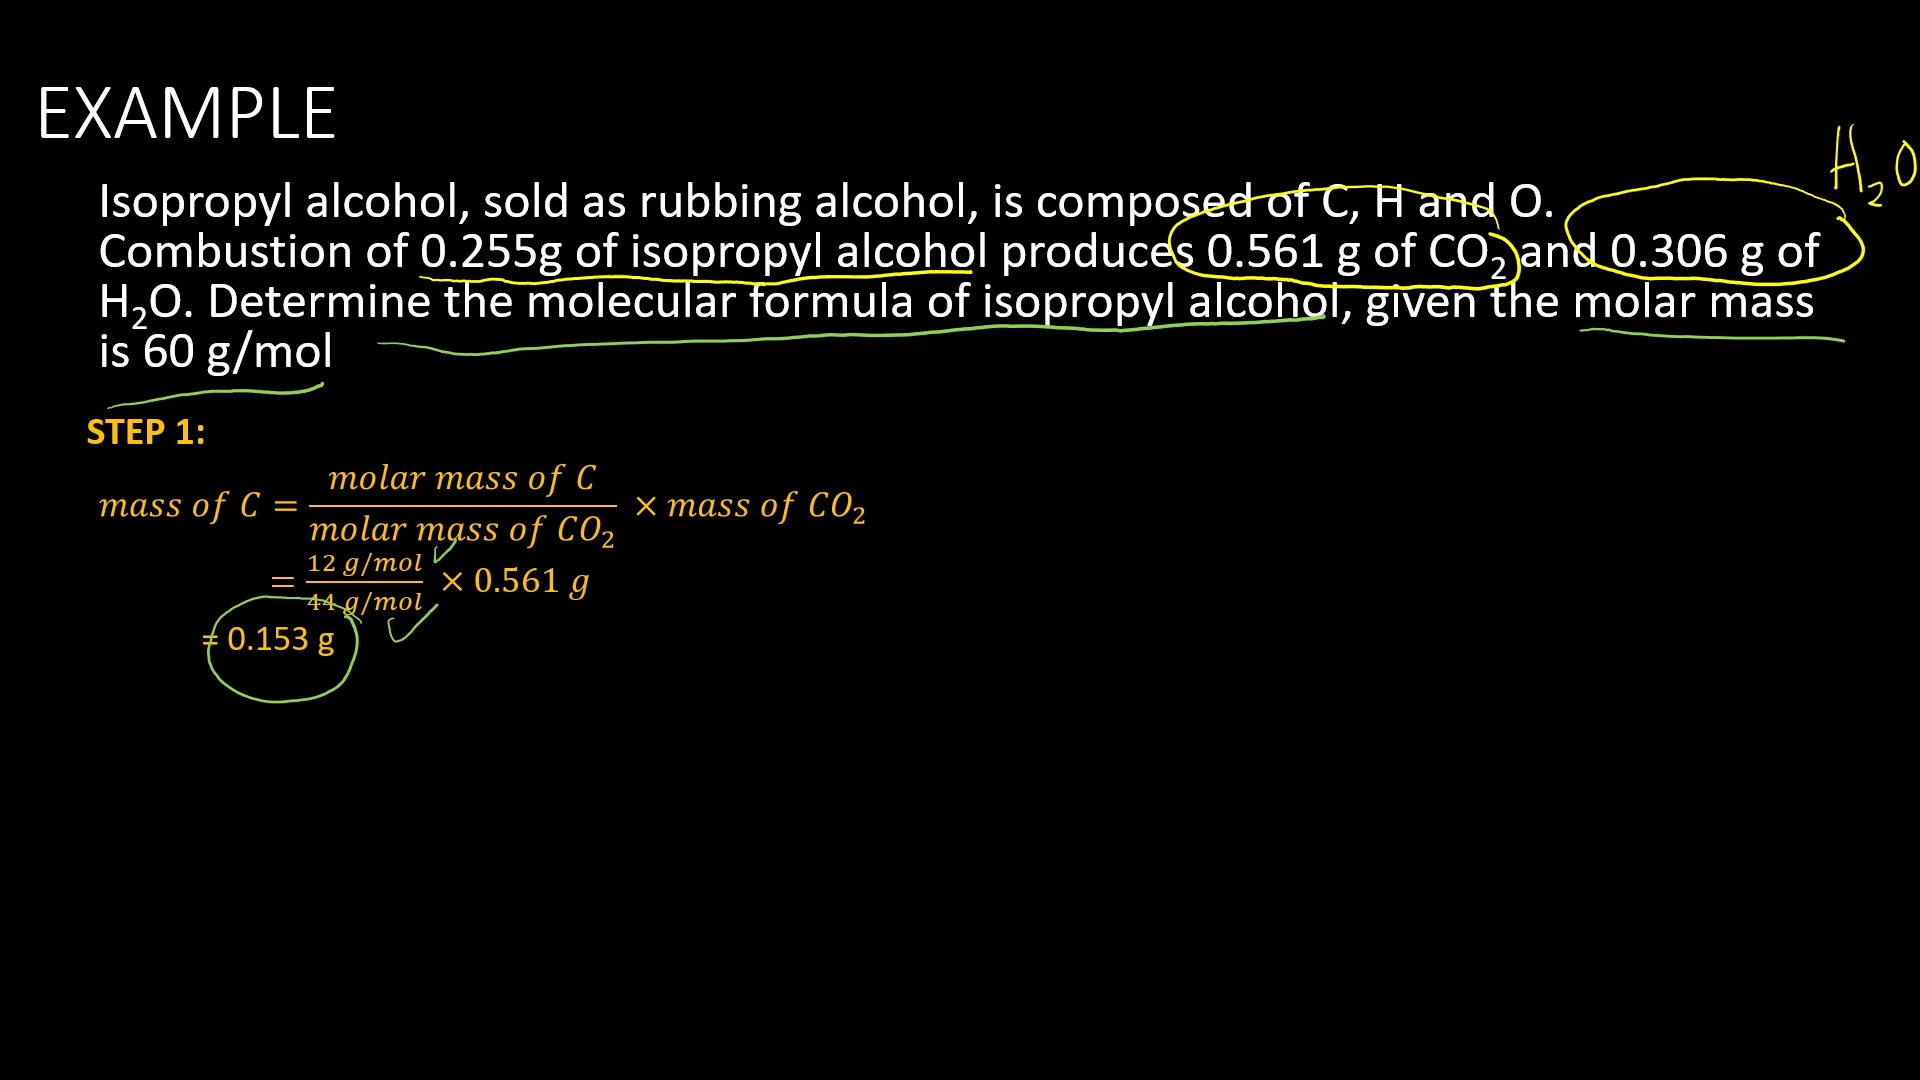 EXAMPLE
H₂O
Isopropyl alcohol, sold as rubbing alcohol, is composed of C, H and O.
Combustion of 0.255g of isopropyl alcohol produces 0.561 g of CO₂ and 0.306 g of
H₂O. Determine the molecular formula of isopropyl alcohol, given the molar mass
is 60 g/mol
STEP 1:
mass of C = (molar mass of C)/(molar mass of CO₂) × mass of CO₂
= (12 g/mol)/(44 g/mol) × 0.561 g
= 0.153 g